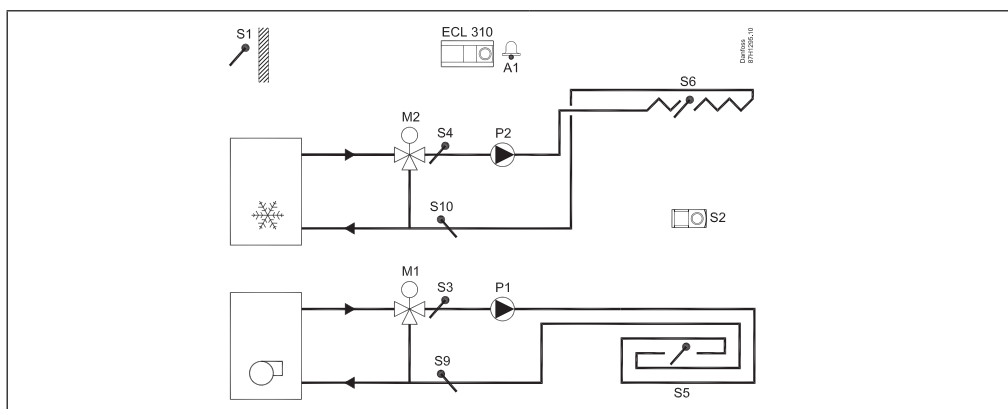 S1
ECL 310
A1
Danfoss
87H1295.10
S6
M2
S4
P2
S10
S2
M1
S3
P1
S9
S5